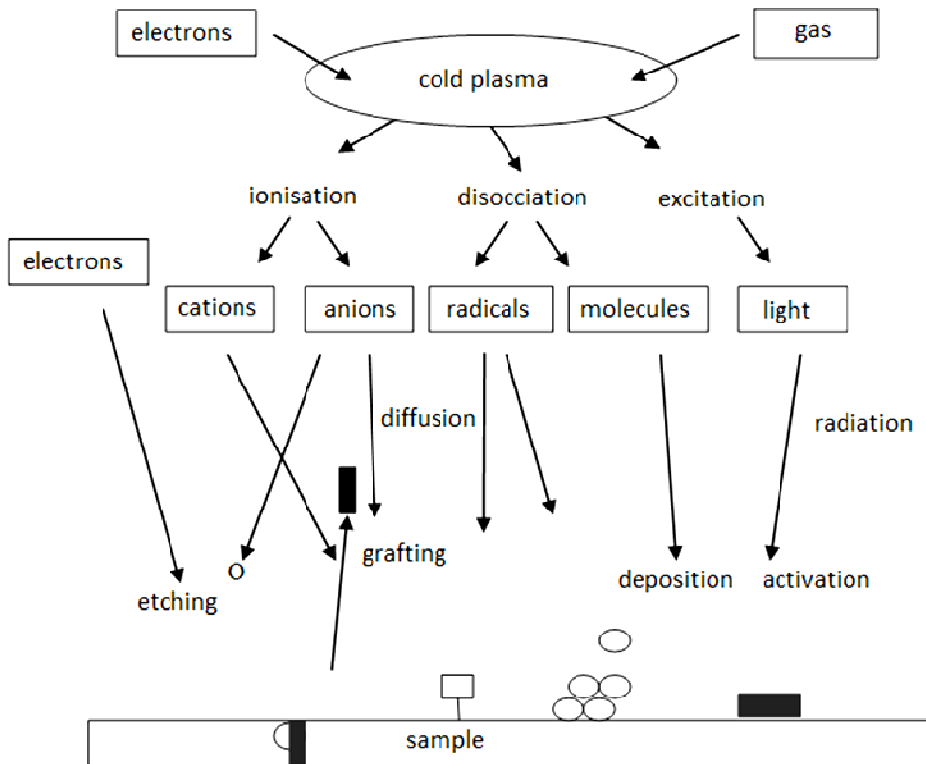 electrons
gas
cold plasma
ionisation
disocciation
excitation
electrons
cations
anions
radicals
molecules
light
diffusion
radiation
grafting
O
etching
deposition
activation
sample